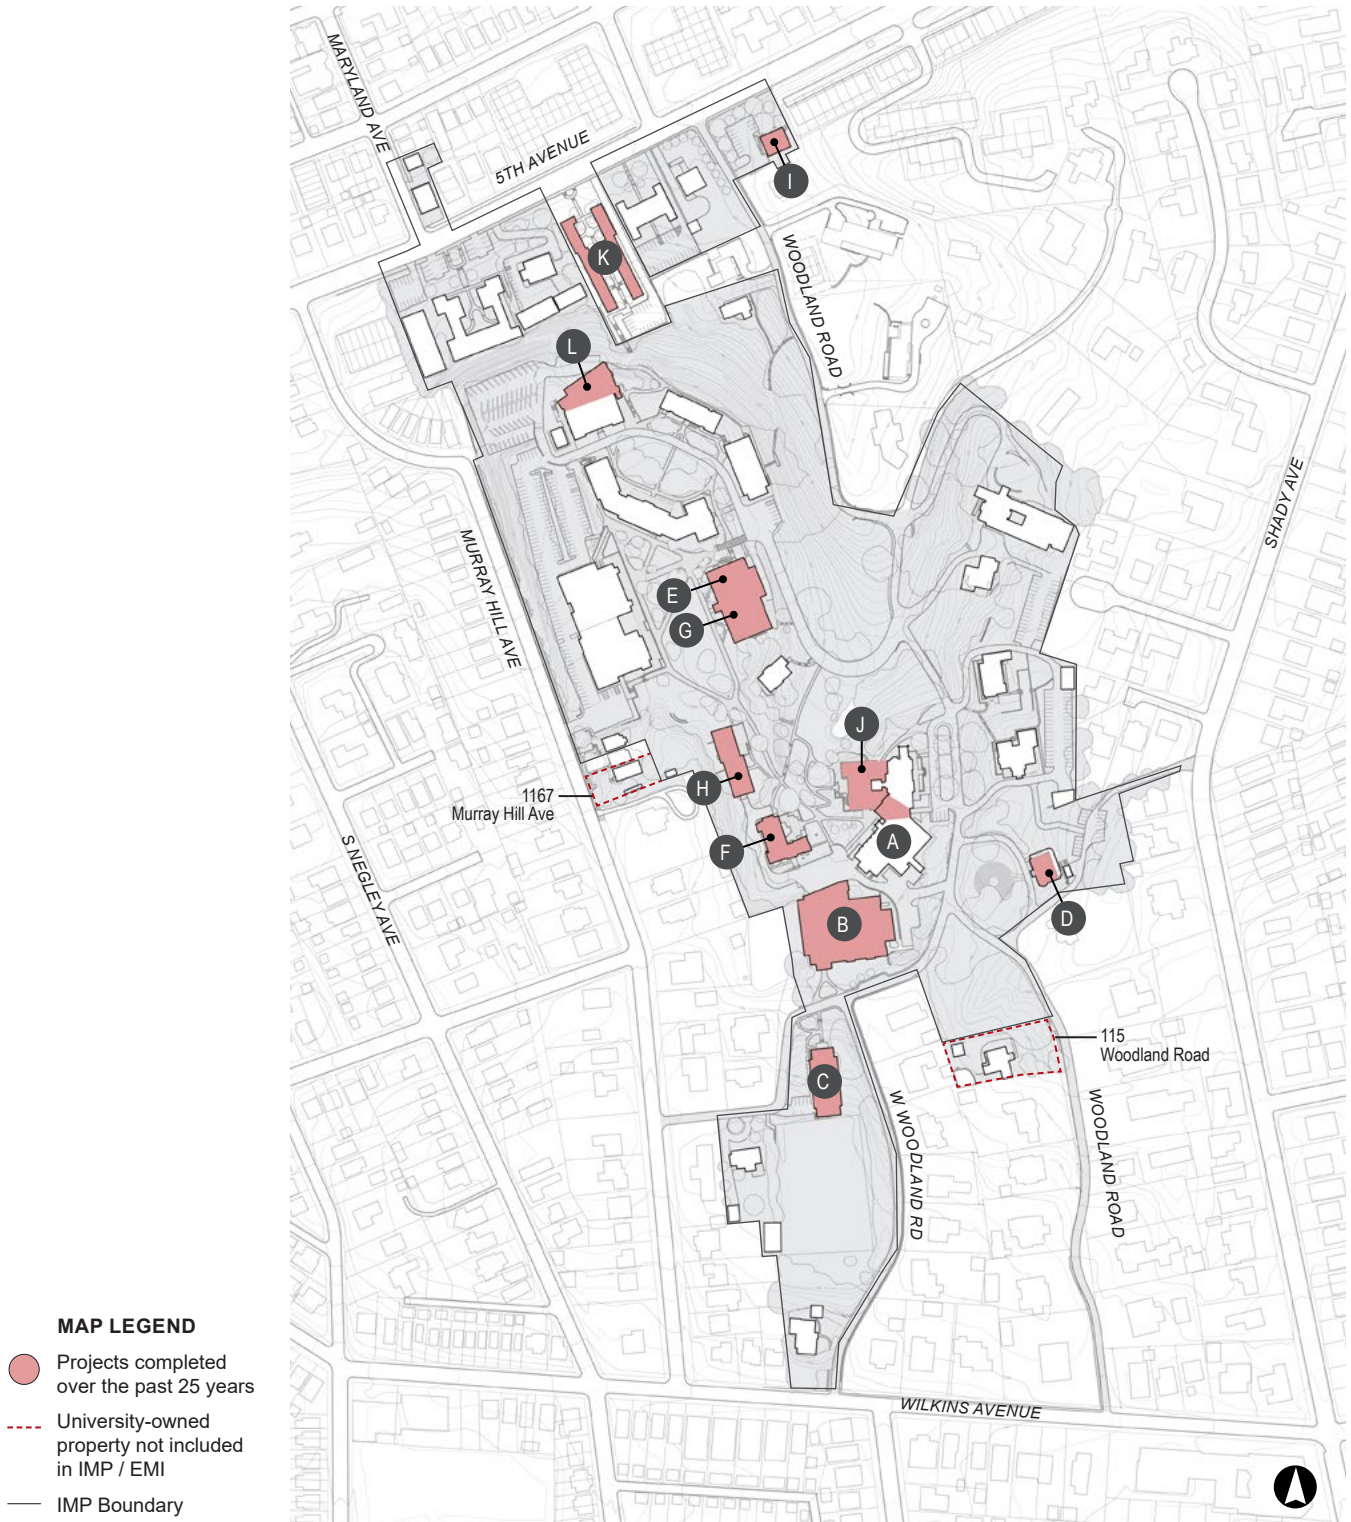 MARYLAND AVE
5TH AVENUE
I
K
WOODLAND ROAD
L
SHADY AVE
MURRAY HILL AVE
E
G
J
H
1167
Murray Hill Ave
A
F
S NEGLEY AVE
D
B
115
Woodland Road
C
W WOODLAND RD
WOODLAND ROAD
WILKINS AVENUE
MAP LEGEND
Projects completed
over the past 25 years
University-owned
property not included
in IMP / EMI
IMP Boundary